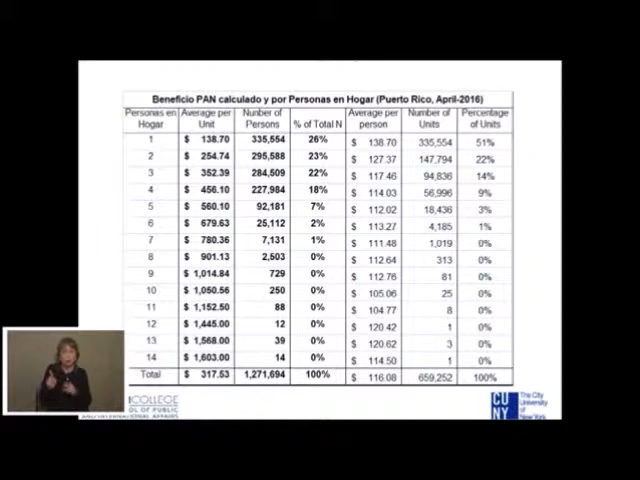 Beneficio PAN calculado y por Personas en Hogar (Puerto Rico, April-2016)
Personas en Hogar Average per Unit Nunber of Persons % of Total N Average per person Number of Units Percentage of Units
1 $ 138.70 335,554 26% $ 138.70 335,554 51%
2 $ 254.74 295,588 23% $ 127.37 147,794 22%
3 $ 352.39 284,509 22% $ 117.46 94,836 14%
4 $ 456.10 227,984 18% $ 114.03 56,996 9%
5 $ 560.10 92,181 7% $ 112.02 18,436 3%
6 $ 679.63 25,112 2% $ 113.27 4,185 1%
7 $ 780.36 7,131 1% $ 111.48 1,019 0%
8 $ 901.13 2,503 0% $ 112.64 313 0%
9 $ 1,014.84 729 0% $ 112.76 81 0%
10 $ 1,050.56 250 0% $ 105.06 25 0%
11 $ 1,152.50 88 0% $ 104.77 8 0%
12 $ 1,445.00 12 0% $ 120.42 1 0%
13 $ 1,568.00 39 0% $ 120.62 3 0%
14 $ 1,603.00 14 0% $ 114.50 1 0%
Total $ 317.53 1,271,694 100% $ 116.08 659,252 100%
COLLEGE
OL OF PUBLIC
AFFAIRS
CU
NY
The City
University
of
New York